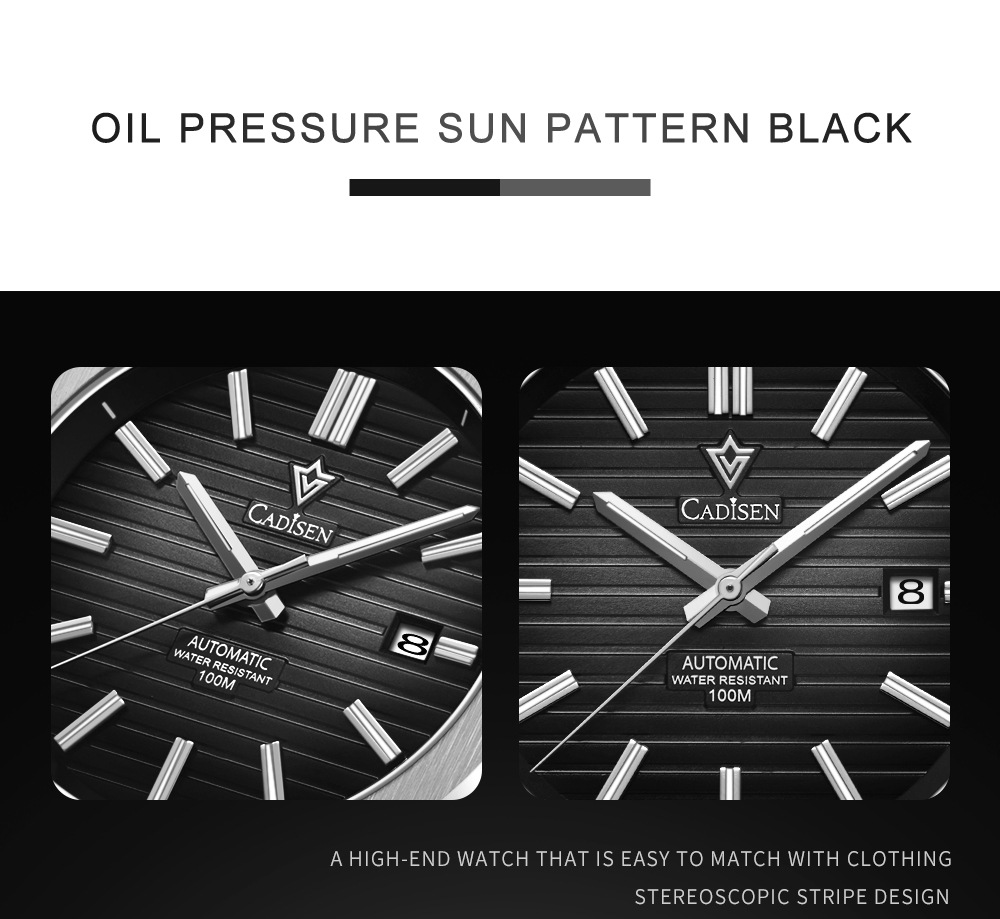 OIL PRESSURE SUN PATTERN BLACK
CADISEN
AUTOMATIC
WATER RESISTANT
100M
8
CADISEN
AUTOMATIC
WATER RESISTANT
100M
8
A HIGH-END WATCH THAT IS EASY TO MATCH WITH CLOTHING
STEREOSCOPIC STRIPE DESIGN